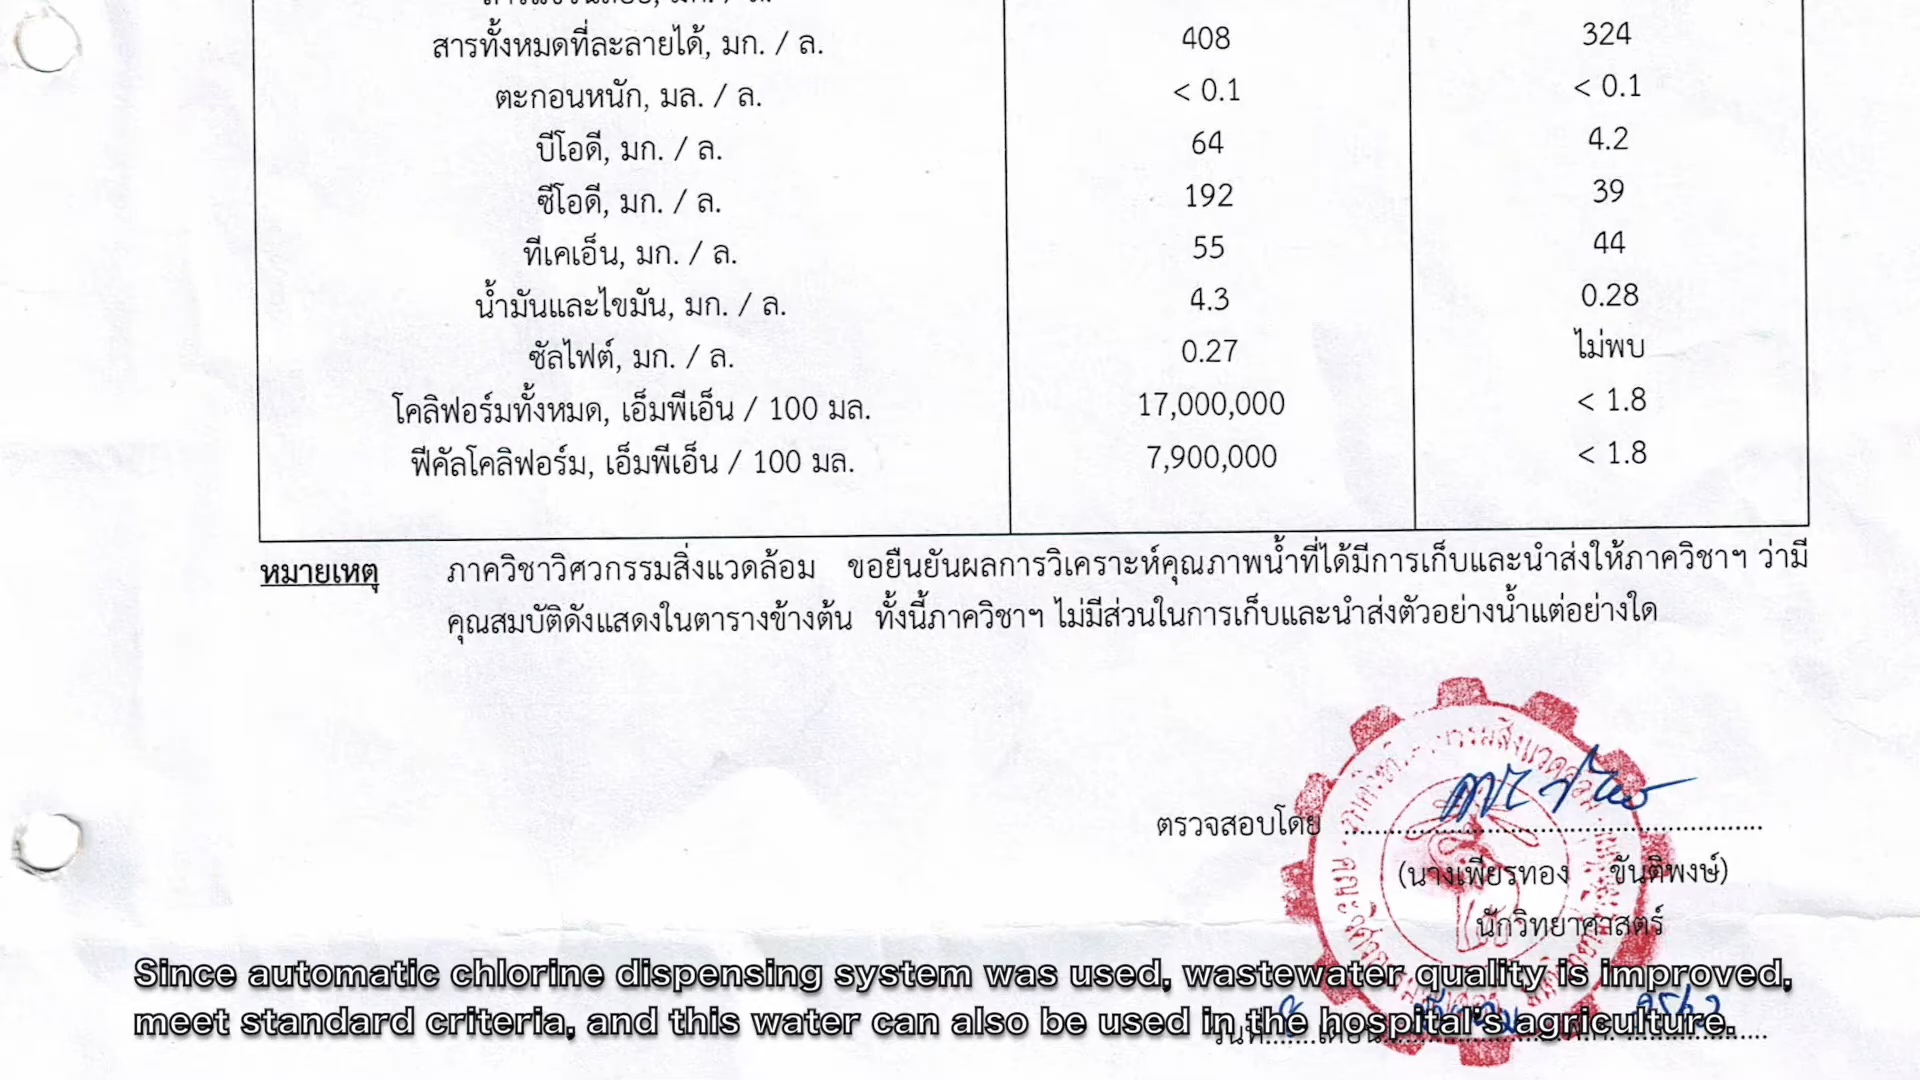 สารทั้งหมดที่ละลายได้, มก. / ล. 408 324
ตะกอนหนัก, มล. / ล. < 0.1 < 0.1
บีโอดี, มก. / ล. 64 4.2
ซีโอดี, มก. / ล. 192 39
ทีเคเอ็น, มก. / ล. 55 44
น้ำมันและไขมัน, มก. / ล. 4.3 0.28
ซัลไฟต์, มก. / ล. 0.27 ไม่พบ
โคลิฟอร์มทั้งหมด, เอ็มพีเอ็น / 100 มล. 17,000,000 < 1.8
ฟีคัลโคลิฟอร์ม, เอ็มพีเอ็น / 100 มล. 7,900,000 < 1.8
หมายเหตุ ภาควิชาวิศวกรรมสิ่งแวดล้อม ขอยืนยันผลการวิเคราะห์คุณภาพน้ำที่ได้มีการเก็บและนำส่งให้ภาควิชาฯ ว่ามี
คุณสมบัติดังแสดงในตารางข้างต้น ทั้งนี้ภาควิชาฯ ไม่มีส่วนในการเก็บและนำส่งตัวอย่างน้ำแต่อย่างใด
ตรวจสอบโดย
(นางเพียรทอง ขันติพงษ์)
นักวิทยาศาสตร์
Since automatic chlorine dispensing system was used, wastewater quality is improved,
meet standard criteria, and this water can also be used in the hospital's agriculture.